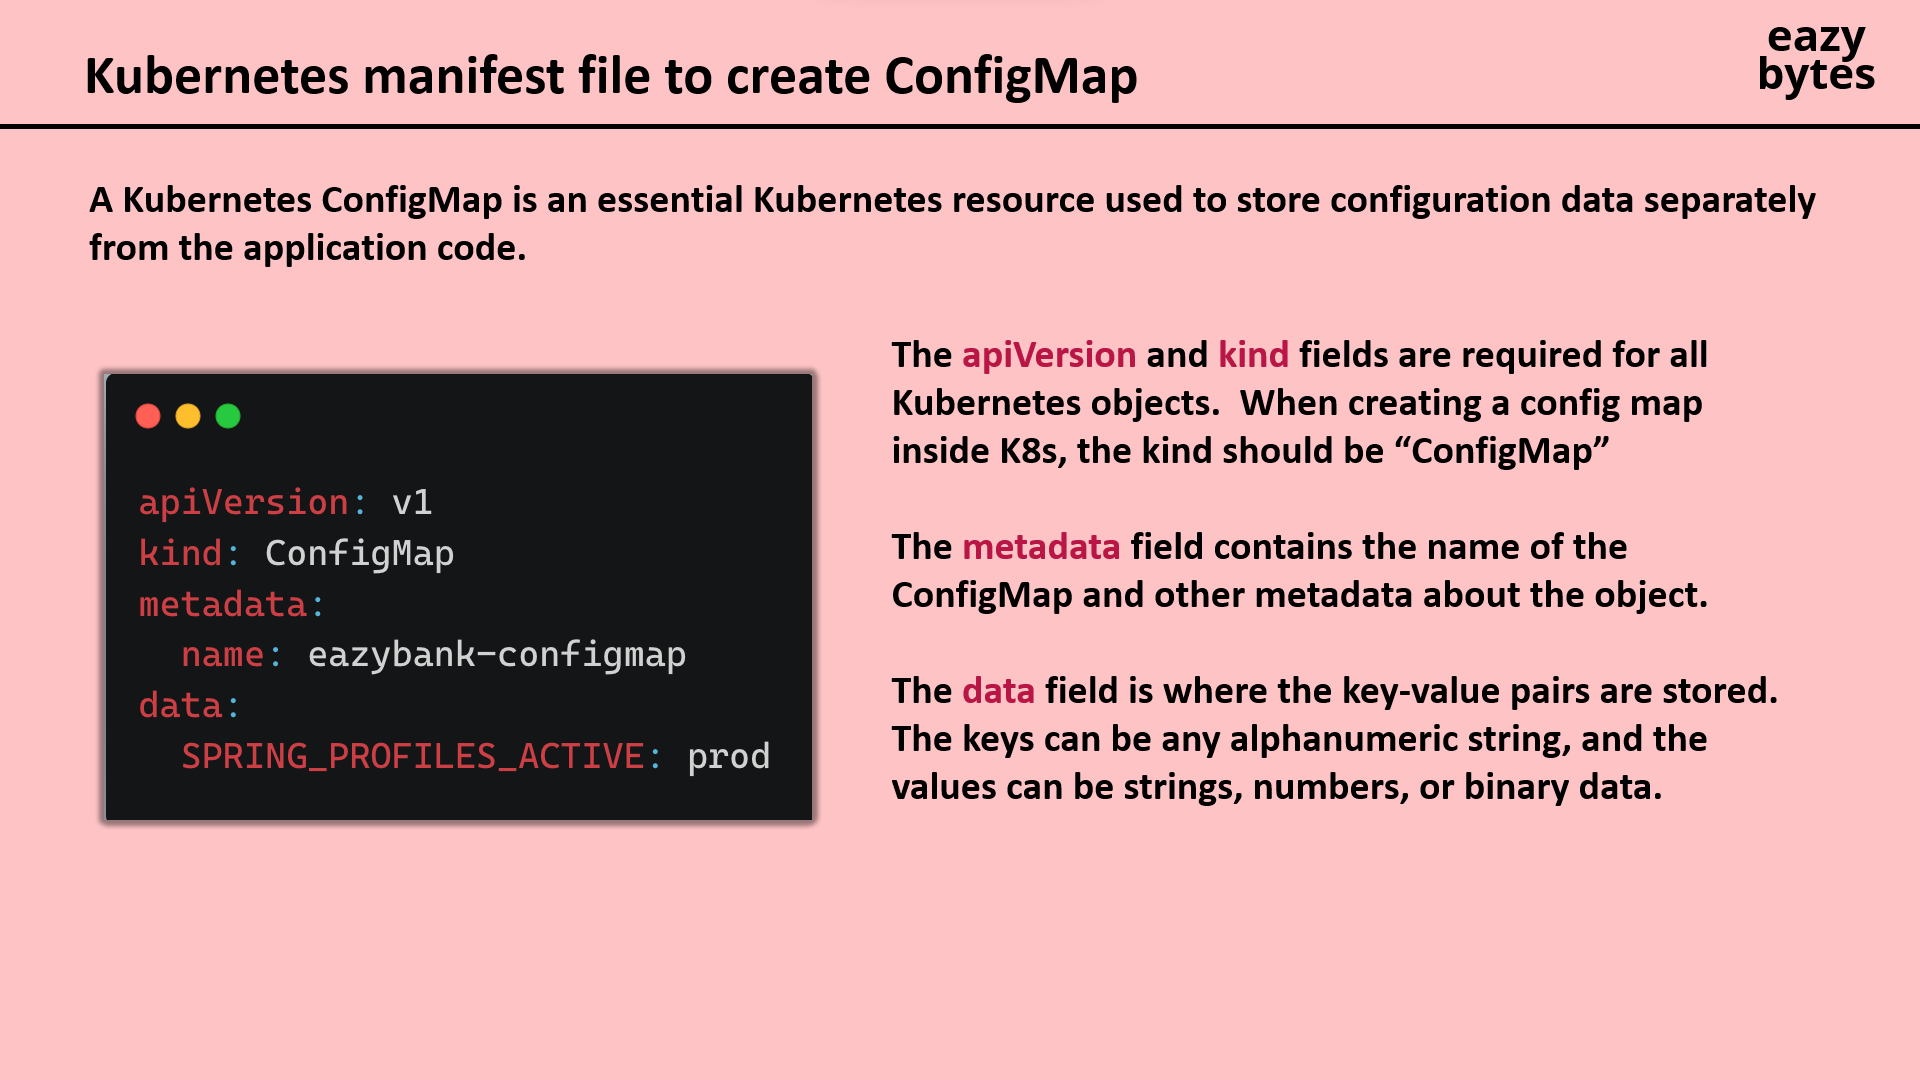 Kubernetes manifest file to create ConfigMap
eazy
bytes
A Kubernetes ConfigMap is an essential Kubernetes resource used to store configuration data separately
from the application code.
apiVersion: v1
kind: ConfigMap
metadata:
  name: eazybank-configmap
data:
  SPRING_PROFILES_ACTIVE: prod
The apiVersion and kind fields are required for all
Kubernetes objects.  When creating a config map
inside K8s, the kind should be “ConfigMap”
The metadata field contains the name of the
ConfigMap and other metadata about the object.
The data field is where the key-value pairs are stored.
The keys can be any alphanumeric string, and the
values can be strings, numbers, or binary data.